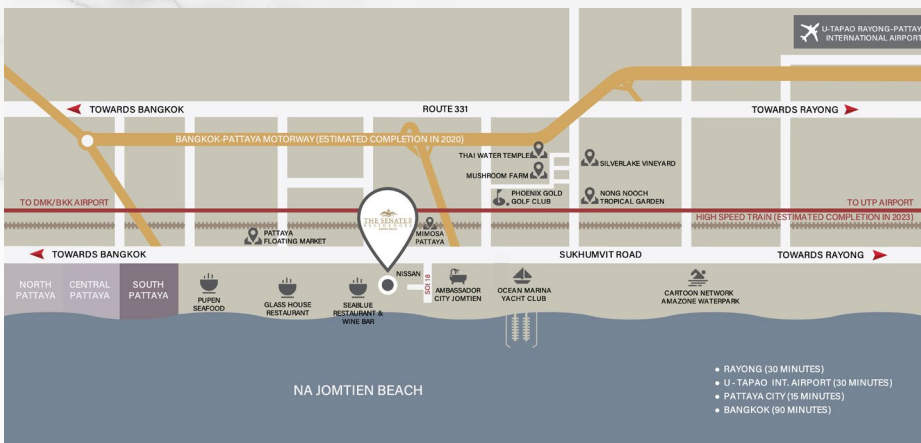 U-TAPAO RAYONG-PATTAYA
INTERNATIONAL AIRPORT
TOWARDS BANGKOK
ROUTE 331
TOWARDS RAYONG
BANGKOK-PATTAYA MOTORWAY (ESTIMATED COMPLETION IN 2020)
THAI WATER TEMPLE
SILVERLAKE VINEYARD
MUSHROOM FARM
PHOENIX GOLD
GOLF CLUB
NONG NOOCH
TROPICAL GARDEN
TO DMK/BKK AIRPORT
TO UTP AIRPORT
HIGH SPEED TRAIN (ESTIMATED COMPLETION IN 2023)
THE SENATE
RESIDENCES
PATTAYA
FLOATING MARKET
MIMOSA
PATTAYA
TOWARDS BANGKOK
SUKHUMVIT ROAD
TOWARDS RAYONG
NORTH
PATTAYA
CENTRAL
PATTAYA
SOUTH
PATTAYA
PUPEN
SEAFOOD
GLASS HOUSE
RESTAURANT
SEABLUE
RESTAURANT &
WINE BAR
NISSAN
SOI 18
AMBASSADOR
CITY JOMTIEN
OCEAN MARINA
YACHT CLUB
CARTOON NETWORK
AMAZONE WATERPARK
NA JOMTIEN BEACH
• RAYONG (30 MINUTES)
• U - TAPAO INT. AIRPORT (30 MINUTES)
• PATTAYA CITY (15 MINUTES)
• BANGKOK (90 MINUTES)